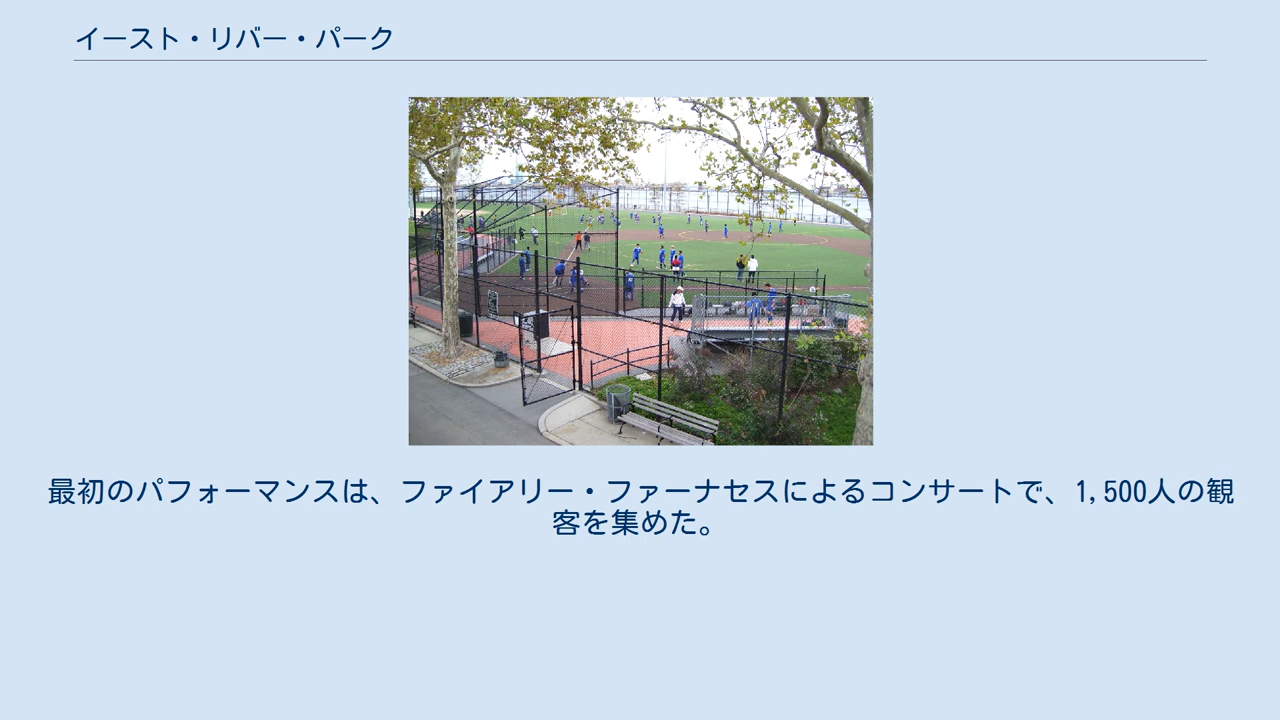 イースト・リバー・パーク
最初のパフォーマンスは、ファイアリー・ファーナセスによるコンサートで、1,500人の観
客を集めた。